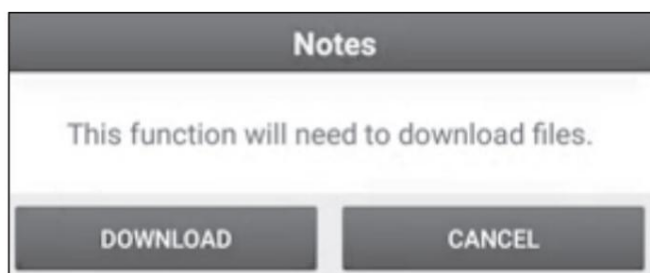 Notes
This function will need to download files.
DOWNLOAD
CANCEL